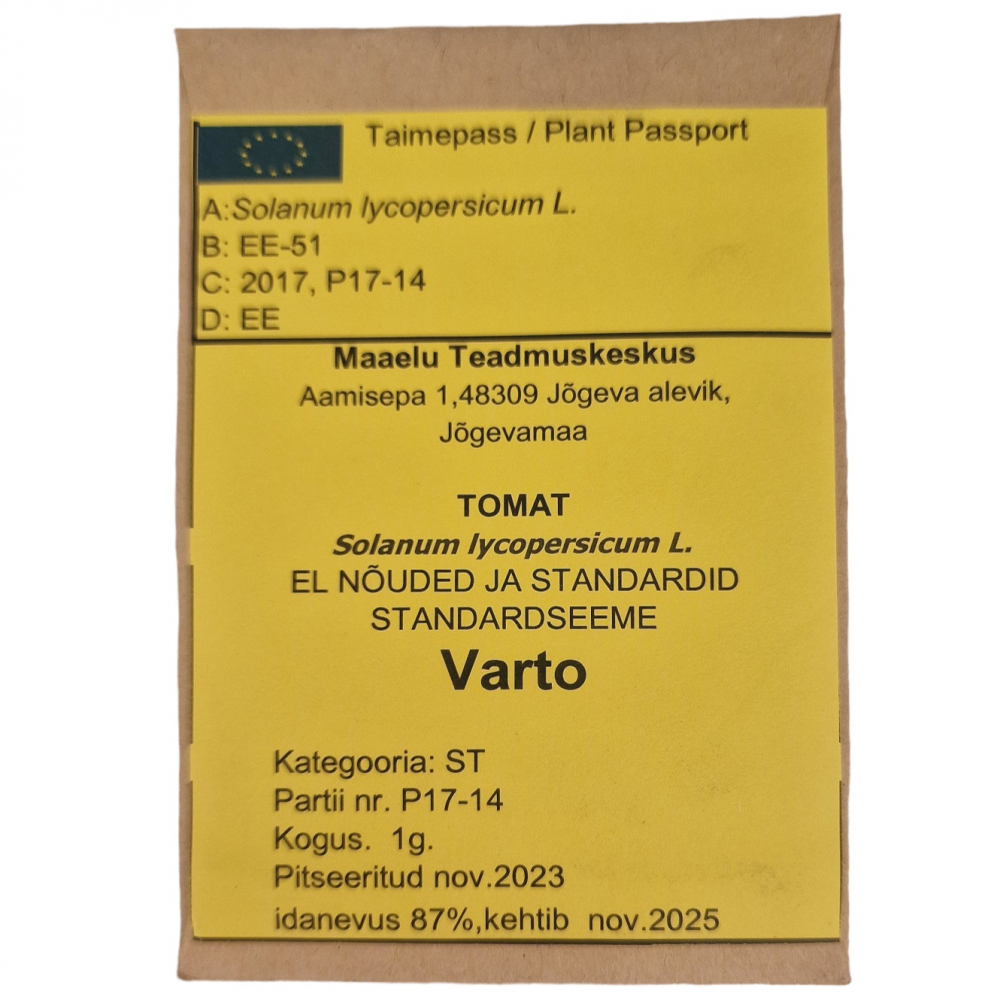 Taimepass / Plant Passport
A:Solanum lycopersicum L.
B: EE-51
C: 2017, P17-14
D: EE
Maaelu Teadmuskeskus
Aamisepa 1,48309 Jõgeva alevik,
Jõgevamaa
TOMAT
Solanum lycopersicum L.
EL NÕUDED JA STANDARDID
STANDARDSEEME
Varto
Kategooria: ST
Partii nr. P17-14
Kogus.  1g.
Pitseeritud nov.2023
idanevus 87%,kehtib  nov.2025